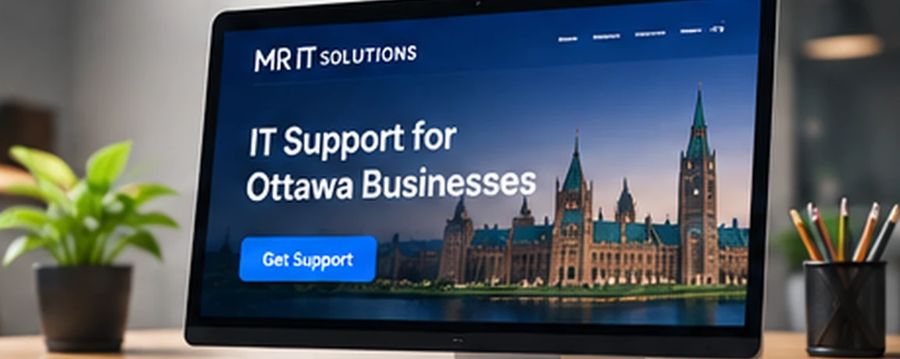 MR IT SOLUTIONS
IT Support for
Ottawa Businesses
Get Support